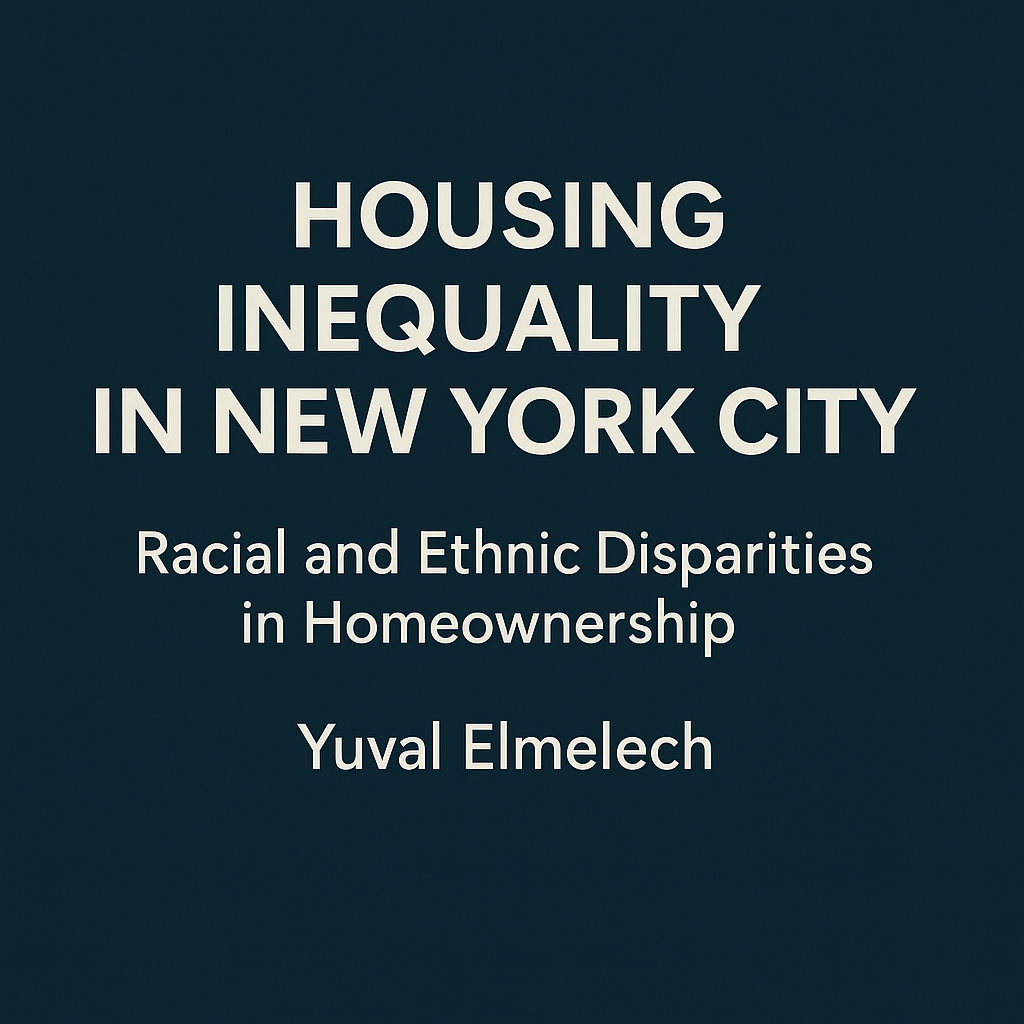 HOUSING
INEQUALITY
IN NEW YORK CITY
Racial and Ethnic Disparities
in Homeownership
Yuval Elmelech